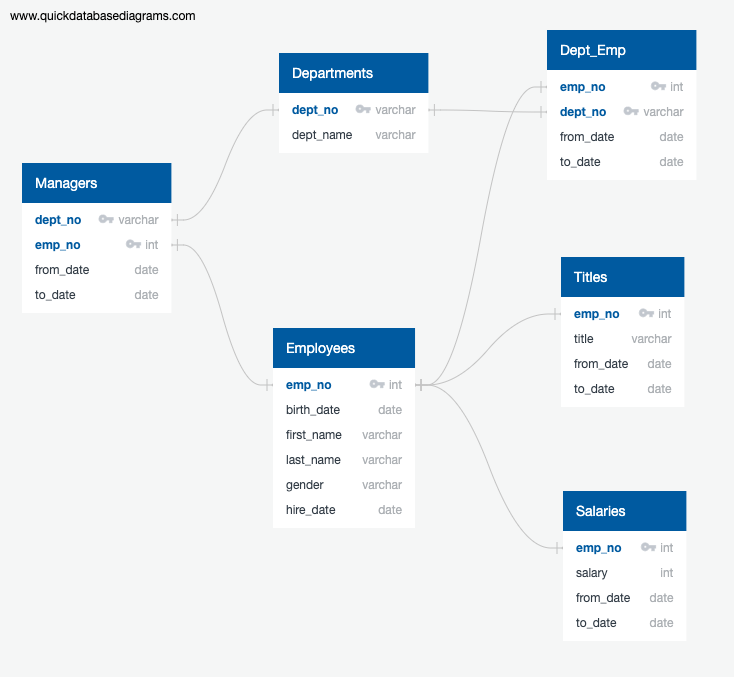 www.quickdatabasediagrams.com
Departments
dept_no varchar
dept_name varchar
Dept_Emp
emp_no int
dept_no varchar
from_date date
to_date date
Managers
dept_no varchar
emp_no int
from_date date
to_date date
Titles
emp_no int
title varchar
from_date date
to_date date
Employees
emp_no int
birth_date date
first_name varchar
last_name varchar
gender varchar
hire_date date
Salaries
emp_no int
salary int
from_date date
to_date date